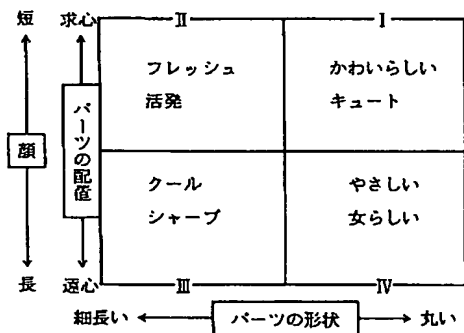 短 求心 Ⅱ Ⅰ
フレッシュ かわいらしい
活発 キュート
顔 パーツの配値
クール やさしい
シャープ 女らしい
長 遠心 Ⅲ Ⅳ
細長い パーツの形状 丸い